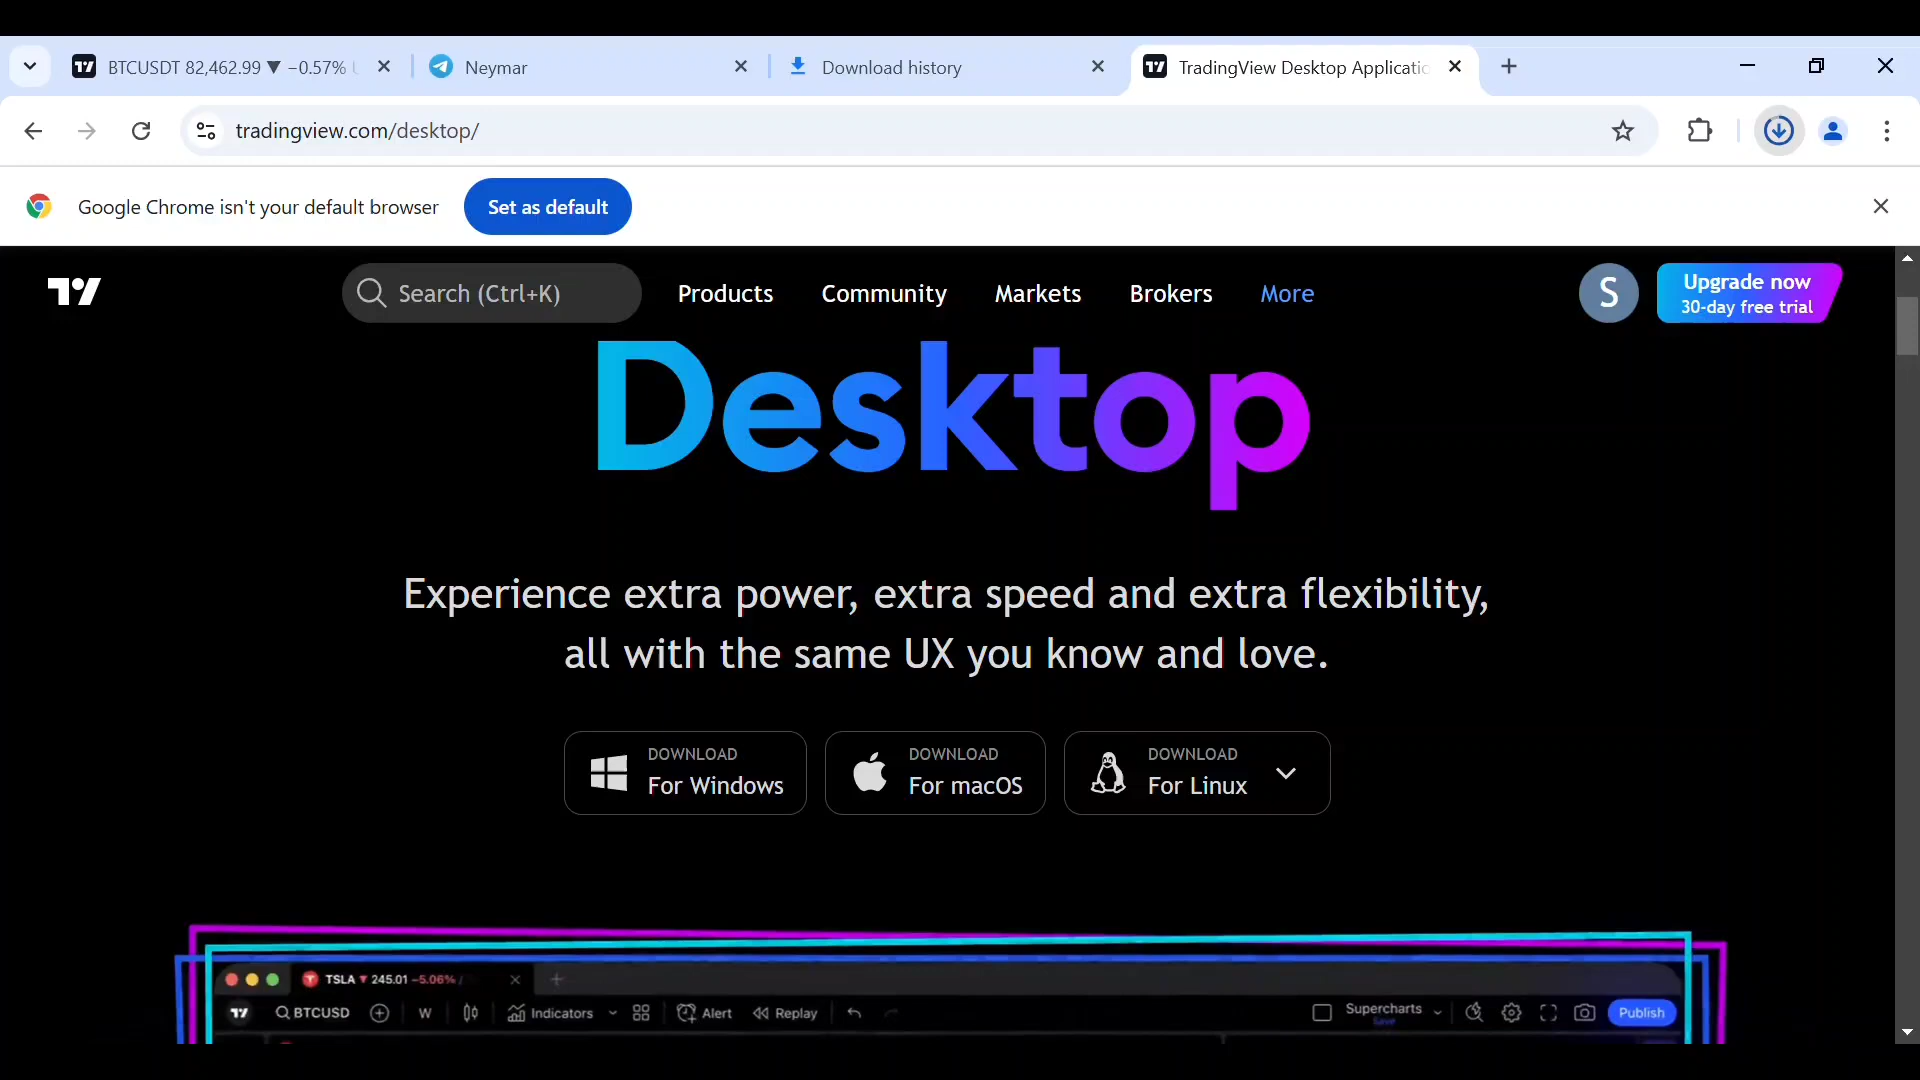 BTCUSDT 82,462.99 ▼ −0.57%
Neymar
Download history
TradingView Desktop Applicatic
tradingview.com/desktop/
Google Chrome isn't your default browser
Set as default
Search (Ctrl+K)
Products
Community
Markets
Brokers
More
S
Upgrade now
30-day free trial
Desktop
Experience extra power, extra speed and extra flexibility,
all with the same UX you know and love.
DOWNLOAD
For Windows
DOWNLOAD
For macOS
DOWNLOAD
For Linux
TSLA ▼ 245.01 −5.06% /
BTCUSD
W
Indicators
Alert
Replay
Supercharts
Save
Publish